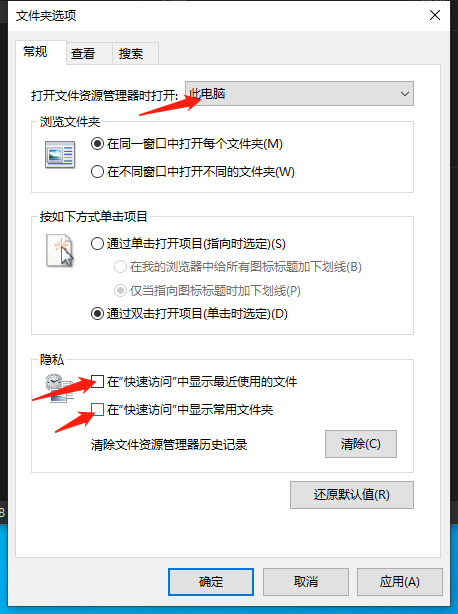 文件夹选项
常规
查看
搜索
打开文件资源管理器时打开:
此电脑
浏览文件夹
在同一窗口中打开每个文件夹(M)
在不同窗口中打开不同的文件夹(W)
按如下方式单击项目
通过单击打开项目(指向时选定)(S)
在我的浏览器中给所有图标标题加下划线(B)
仅当指向图标标题时加下划线(P)
通过双击打开项目(单击时选定)(D)
隐私
在“快速访问”中显示最近使用的文件
在“快速访问”中显示常用文件夹
清除文件资源管理器历史记录
清除(C)
还原默认值(R)
8
确定
取消
应用(A)